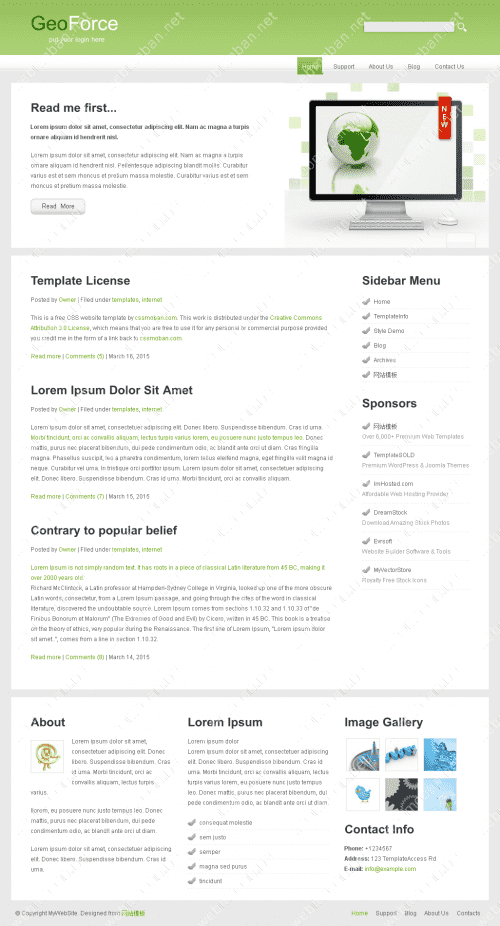 GeoForce
put your login here
Home Support About Us Blog Contact Us
Read me first...
Lorem ipsum dolor sit amet, consectetur adipiscing elit. Nam ac magna a turpis
ornare aliquam id hendrerit nisl.
Lorem ipsum dolor sit amet, consectetur adipiscing elit. Nam ac magna a turpis
ornare aliquam id hendrerit nisl. Pellentesque adipiscing blandit mollis. Curabitur
varius est et sem rhoncus et pretium massa molestie. Curabitur varius est et sem
rhoncus et pretium massa molestie.
Read More
NEW
Template License
Posted by Owner | Filed under templates, internet
This is a free CSS website template by cssmoban.com. This work is distributed under the Creative Commons
Attribution 3.0 License, which means that you are free to use it for any personal or commercial purpose provided
you credit me in the form of a link back to cssmoban.com.
Read more | Comments (5) | March 16, 2015
Lorem Ipsum Dolor Sit Amet
Posted by Owner | Filed under templates, internet
Lorem ipsum dolor sit amet, consectetuer adipiscing elit. Donec libero. Suspendisse bibendum. Cras id urna.
Morbi tincidunt, orci ac convallis aliquam, lectus turpis varius lorem, eu posuere nunc justo tempus leo. Donec
mattis, purus nec placerat bibendum, dui pede condimentum odio, ac blandit ante orci ut diam. Cras fringilla
magna. Phasellus suscipit, leo a pharetra condimentum, lorem tellus eleifend magna, eget fringilla velit magna id
neque. Curabitur vel urna. In tristique orci porttitor ipsum. Lorem ipsum dolor sit amet, consectetuer adipiscing
elit. Donec libero. Suspendisse bibendum. Cras id urna. Morbi tincidunt, orci ac convallis aliquam.
Read more | Comments (7) | March 15, 2015
Contrary to popular belief
Posted by Owner | Filed under templates, internet
Lorem Ipsum is not simply random text. It has roots in a piece of classical Latin literature from 45 BC, making it
over 2000 years old.
Richard McClintock, a Latin professor at Hampden-Sydney College in Virginia, looked up one of the more obscure
Latin words, consectetur, from a Lorem Ipsum passage, and going through the cites of the word in classical
literature, discovered the undoubtable source. Lorem Ipsum comes from sections 1.10.32 and 1.10.33 of "de
Finibus Bonorum et Malorum" (The Extremes of Good and Evil) by Cicero, written in 45 BC. This book is a treatise
on the theory of ethics, very popular during the Renaissance. The first line of Lorem Ipsum, "Lorem ipsum dolor
sit amet..", comes from a line in section 1.10.32.
Read more | Comments (8) | March 14, 2015
Sidebar Menu
Home
TemplateInfo
Style Demo
Blog
Archives
网站模板
Sponsors
网站模板
Over 6,000+ Premium Web Templates
TemplateSOLD
Premium WordPress & Joomla Themes
ImHosted.com
Affordable Web Hosting Provider
DreamStock
Download Amazing Stock Photos
Evrsoft
Website Builder Software & Tools
MyVectorStore
Royalty Free Stock Icons
About
Lorem ipsum dolor sit amet,
consectetuer adipiscing elit. Donec
libero. Suspendisse bibendum. Cras
id urna. Morbi tincidunt, orci ac
convallis aliquam, lectus turpis
varius.
llorem, eu posuere nunc justo tempus leo. Donec
mattis, purus nec placerat bibendum, dui pede
condimentum odio, ac blandit ante orci ut diam.
Lorem ipsum dolor sit amet, consectetuer adipiscing
elit. Donec libero. Suspendisse bibendum. Cras id
urna.
Lorem Ipsum
Lorem ipsum dolor
Lorem ipsum dolor sit amet, consectetuer adipiscing
elit. Donec libero. Suspendisse bibendum. Cras id
urna. Morbi tincidunt, orci ac convallis aliquam, lectus
turpis varius lorem, eu posuere nunc justo tempus
leo. Donec mattis, purus nec placerat bibendum, dui
pede condimentum odio, ac blandit ante orci ut diam.
consequat molestie
sem justo
semper
magna sed purus
tincidunt
Image Gallery
Contact Info
Phone: +1234567
Address: 123 TemplateAccess Rd
E-mail: info@example.com
© Copyright MyWebSite. Designed from 网站模板
Home Support Blog About Us Contacts